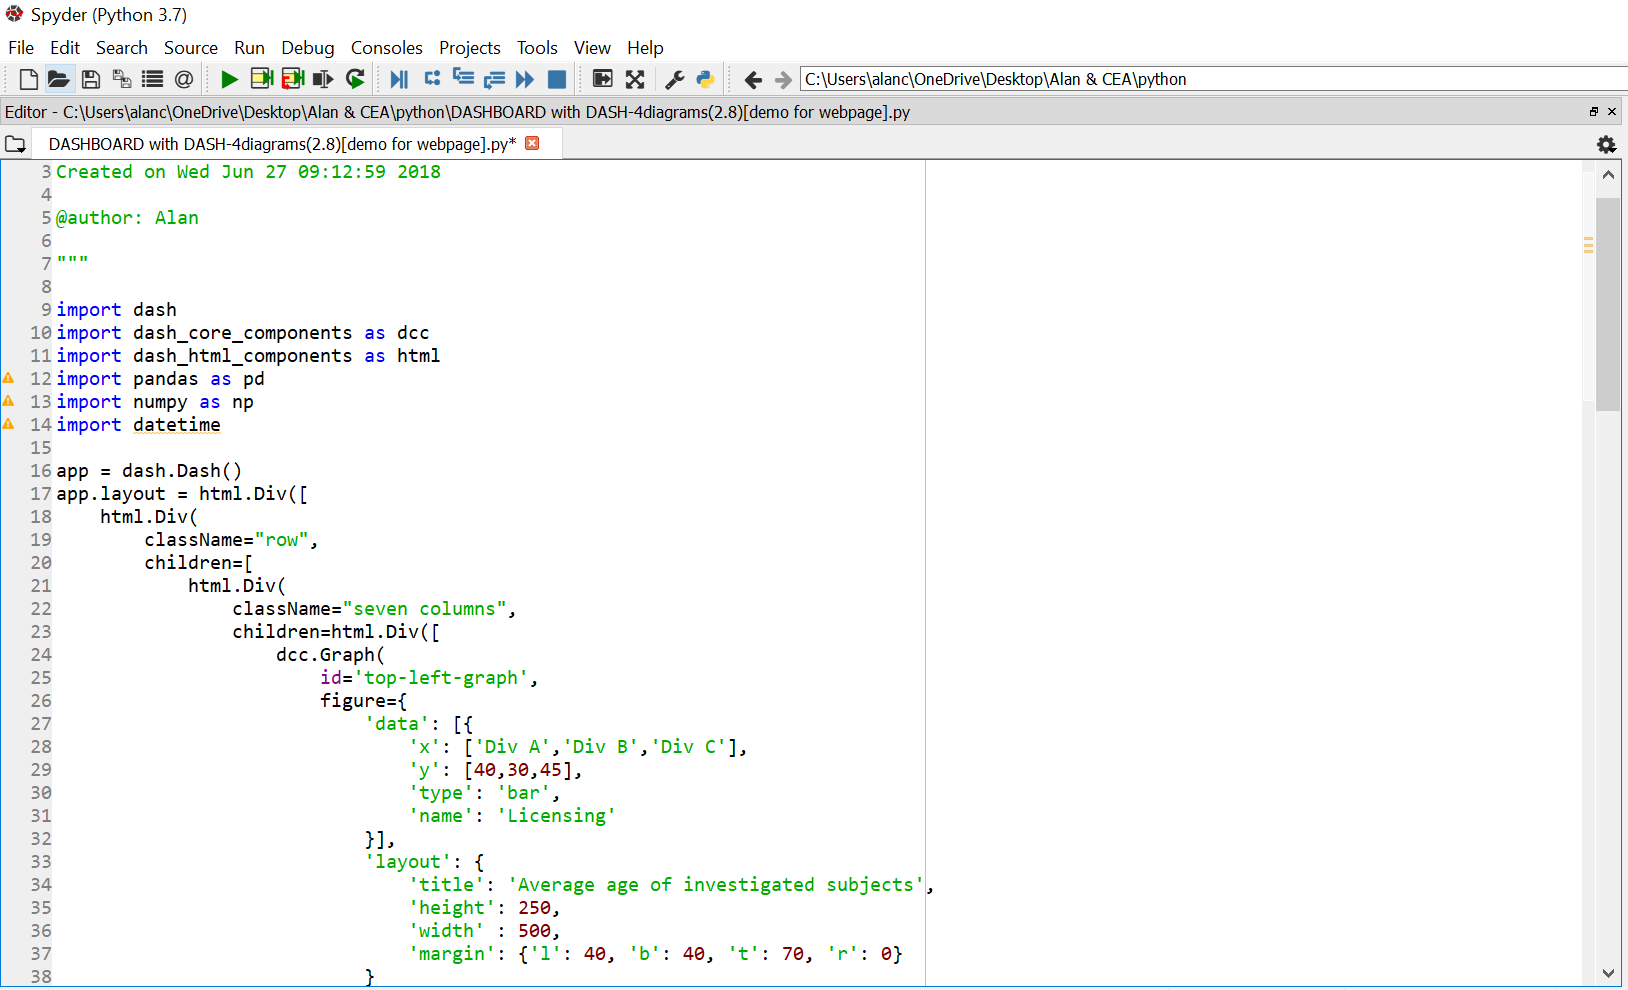 Spyder (Python 3.7)
File Edit Search Source Run Debug Consoles Projects Tools View Help
C:\Users\alanc\OneDrive\Desktop\Alan & CEA\python
Editor - C:\Users\alanc\OneDrive\Desktop\Alan & CEA\python\DASHBOARD with DASH-4diagrams(2.8)[demo for webpage].py
DASHBOARD with DASH-4diagrams(2.8)[demo for webpage].py*
3 Created on Wed Jun 27 09:12:59 2018
4
5 @author: Alan
6
7 """
8
9 import dash
10 import dash_core_components as dcc
11 import dash_html_components as html
12 import pandas as pd
13 import numpy as np
14 import datetime
15
16 app = dash.Dash()
17 app.layout = html.Div([
18     html.Div(
19         className="row",
20         children=[
21             html.Div(
22                 className="seven columns",
23                 children=html.Div([
24                     dcc.Graph(
25                         id='top-left-graph',
26                         figure={
27                             'data': [{
28                                 'x': ['Div A','Div B','Div C'],
29                                 'y': [40,30,45],
30                                 'type': 'bar',
31                                 'name': 'Licensing'
32                             }],
33                             'layout': {
34                                 'title': 'Average age of investigated subjects',
35                                 'height': 250,
36                                 'width' : 500,
37                                 'margin': {'l': 40, 'b': 40, 't': 70, 'r': 0}
38                             }